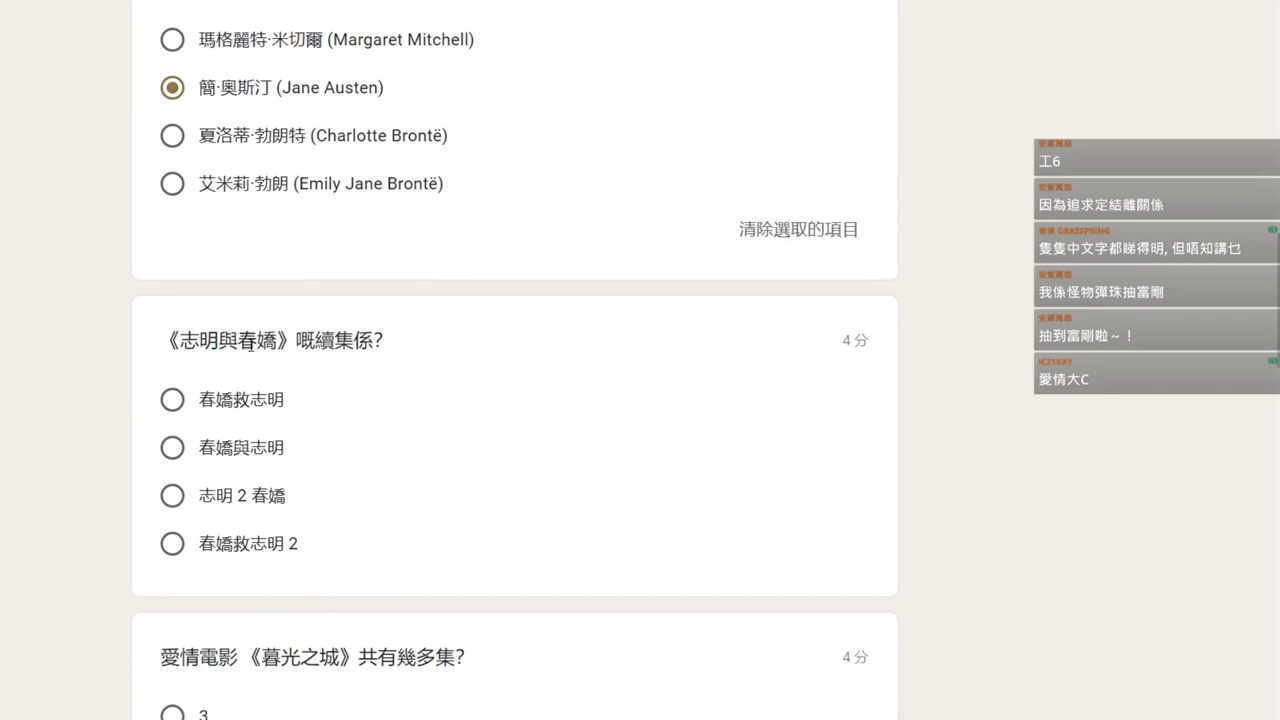 瑪格麗特·米切爾 (Margaret Mitchell)
簡·奧斯汀 (Jane Austen)
夏洛蒂·勃朗特 (Charlotte Brontë)
艾米莉·勃朗 (Emily Jane Brontë)
清除選取的項目
《志明與春嬌》嘅續集係?
4 分
春嬌救志明
春嬌與志明
志明 2 春嬌
春嬌救志明 2
愛情電影 《暮光之城》共有幾多集?
4 分
3
工6
因為追求定結離關係
GRASSPRING
隻隻中文字都睇得明, 但唔知講乜
我係怪物彈珠抽富剛
抽到富剛啦~！
IC21KAY
愛情大C